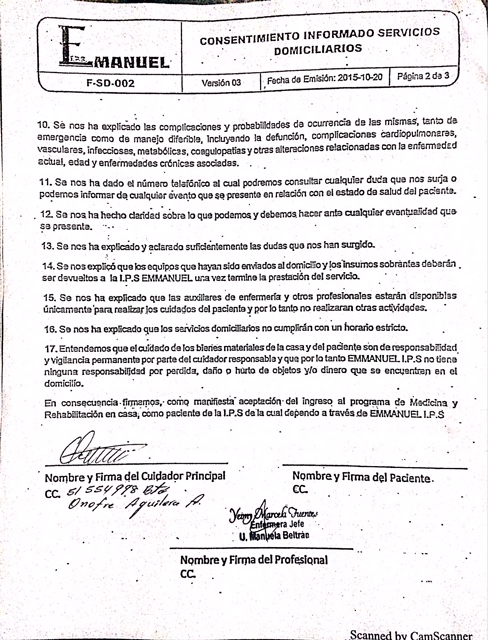 EMMANUEL
I.P.S
CONSENTIMIENTO INFORMADO SERVICIOS
DOMICILIARIOS
F-SD-002
Versión 03
Fecha de Emisión: 2015-10-20
Página 2 de 3
10. Se nos ha explicado las complicaciones y probabilidades de ocurrencia de las mismas, tanto de
emergencia como de manejo diferible, incluyendo la defunción, complicaciones cardiopulmonares,
vasculares, infecciosas, metabólicas, coagulopatías y otras alteraciones relacionadas con la enfermedad
actual, edad y enfermedades crónicas asociadas.
11. Se nos ha dado el número telefónico al cual podremos consultar cualquier duda que nos surja o
podemos informar de cualquier evento que se presente en relación con el estado de salud del paciente.
12. Se nos ha hecho claridad sobre lo que podemos y debemos hacer ante cualquier eventualidad que
se presente.
13. Se nos ha explicado y aclarado suficientemente las dudas que nos han surgido.
14. Se nos explicó que los equipos que hayan sido enviados al domicilio y los insumos sobrantes deberán
ser devueltos a la I.P.S EMMANUEL una vez termine la prestación del servicio.
15. Se nos ha explicado que las auxiliares de enfermería y otros profesionales estarán disponibles
únicamente para realizar los cuidados del paciente y por lo tanto no realizaran otras actividades.
16. Se nos ha explicado que los servicios domiciliarios no cumplirán con un horario estricto.
17. Entendemos que el cuidado de los bienes materiales de la casa y del paciente son de responsabilidad
y vigilancia permanente por parte del cuidador responsable y que por lo tanto EMMANUEL I.P.S no tiene
ninguna responsabilidad por perdida, daño o hurto de objetos y/o dinero que se encuentran en el
domicilio.
En consecuencia firmamos, como manifiesta aceptación del ingreso al programa de Medicina y
Rehabilitación en casa, como paciente de la I.P.S de la cual dependo a través de EMMANUEL I.P.S
Nombre y Firma del Cuidador Principal
CC. 51554998 Bta
Onofre Aguilera A.
Nombre y Firma del Paciente.
CC.
Marcela Fuentes
Enfermera Jefe
U. Manuela Beltrán
Nombre y Firma del Profesional
CC.
Scanned by CamScanner